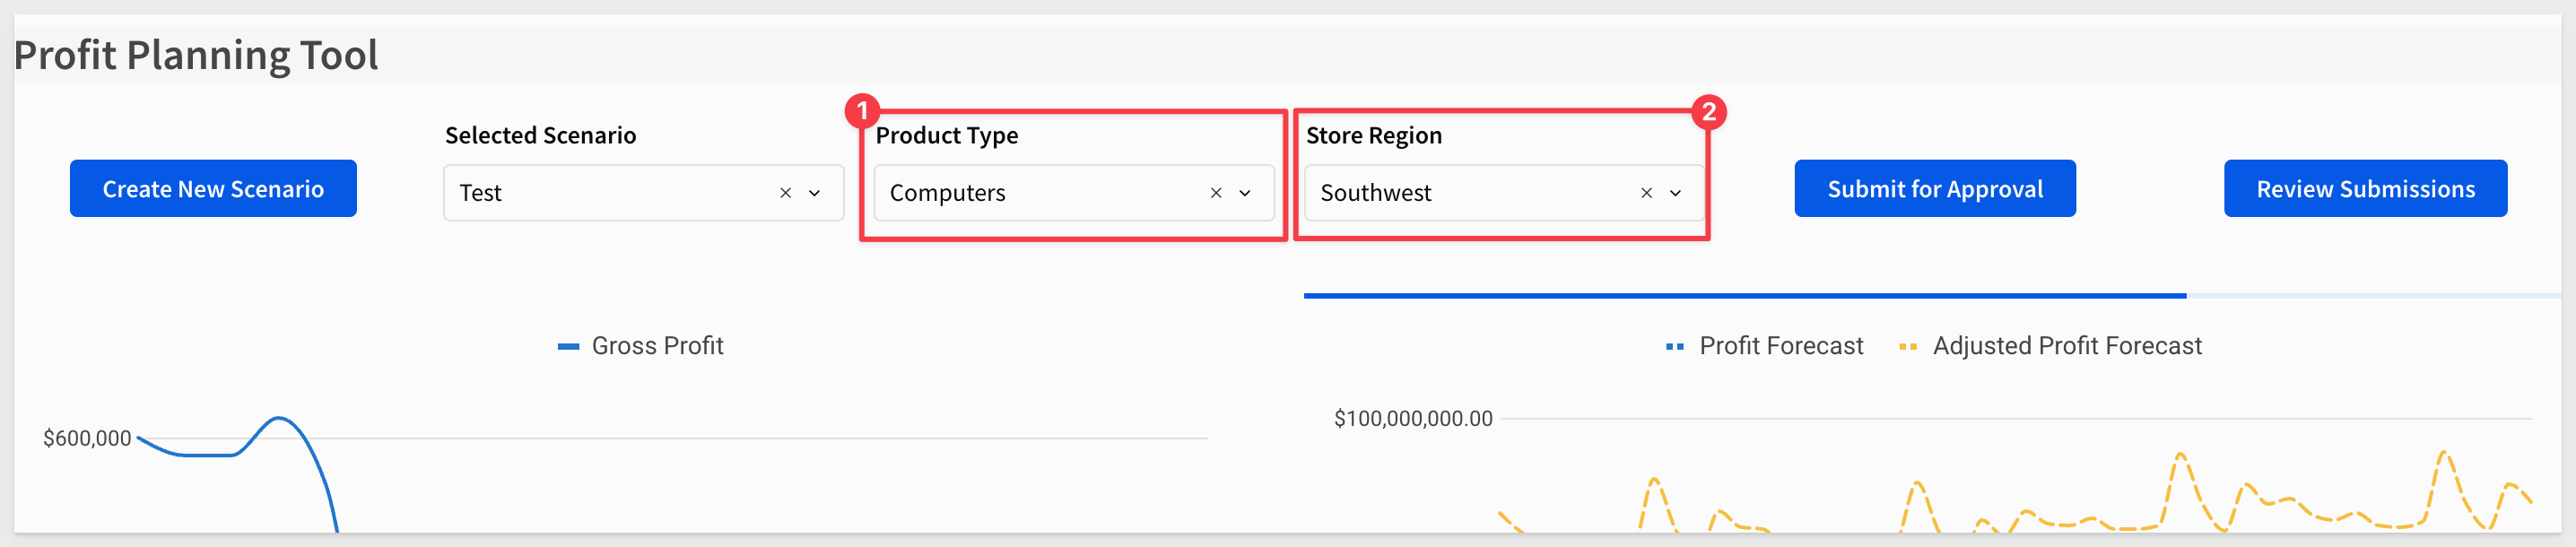 Profit Planning Tool
1
2
Selected Scenario
Product Type
Store Region
Create New Scenario
Test
Computers
Southwest
Submit for Approval
Review Submissions
Gross Profit
Profit Forecast
Adjusted Profit Forecast
$600,000
$100,000,000.00